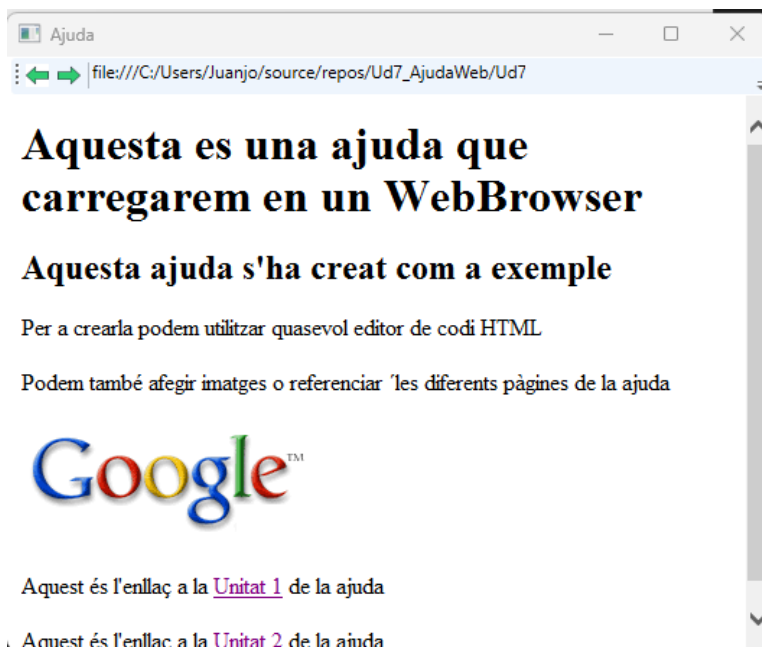 Ajuda
file:///C:/Users/Juanjo/source/repos/Ud7_AjudaWeb/Ud7
Aquesta es una ajuda que
carregarem en un WebBrowser
Aquesta ajuda s'ha creat com a exemple
Per a crearla podem utilitzar quasevol editor de codi HTML
Podem també afegir imatges o referenciar ´les diferents pàgines de la ajuda
Google™
Aquest és l'enllaç a la Unitat 1 de la ajuda
Aquest és l'enllaç a la Unitat 2 de la ajuda